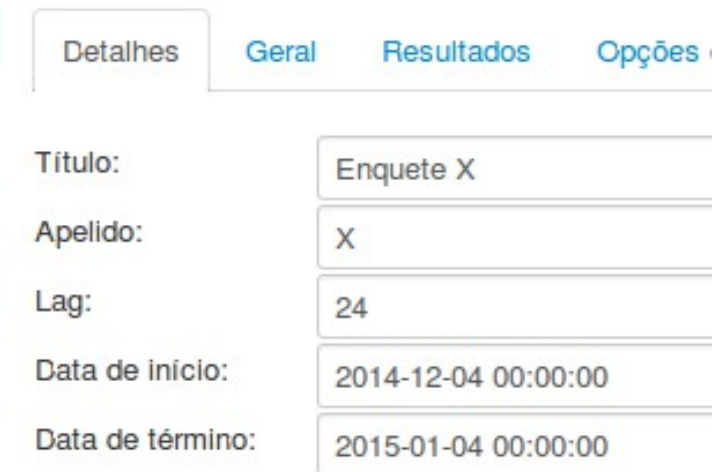 Detalhes Geral Resultados Opções
Título: Enquete X
Apelido: X
Lag: 24
Data de início: 2014-12-04 00:00:00
Data de término: 2015-01-04 00:00:00